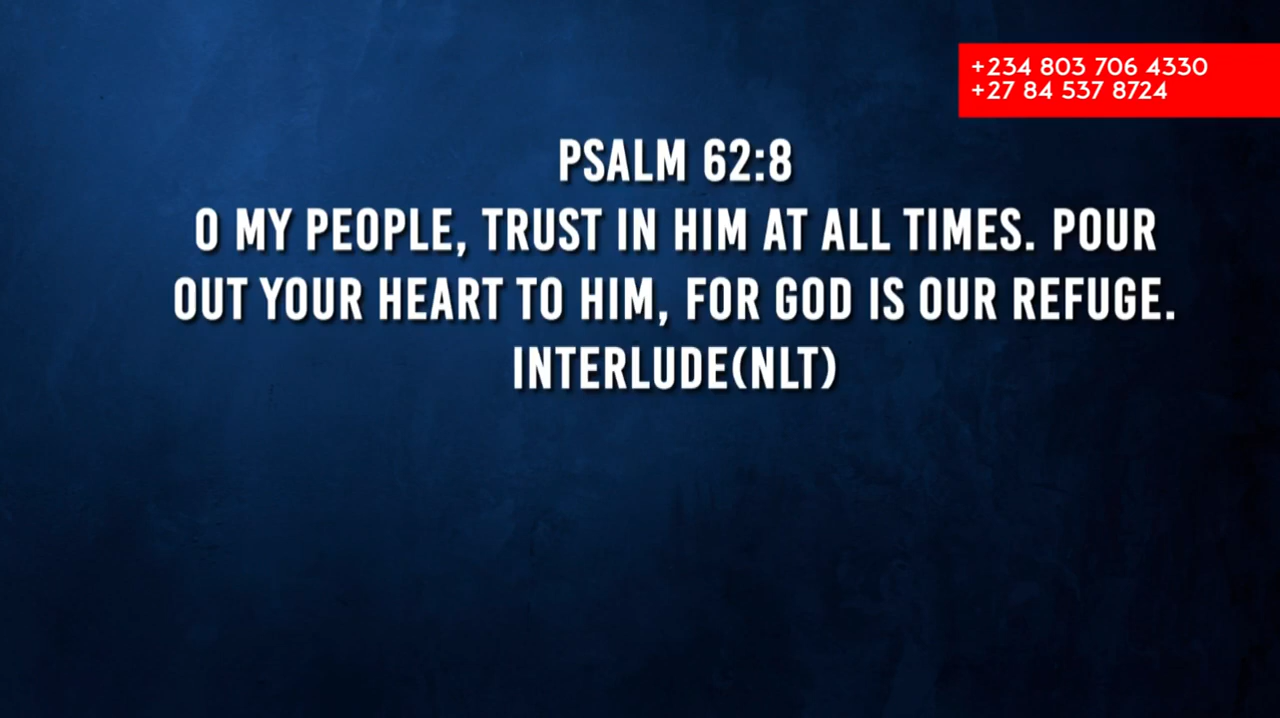 +234 803 706 4330
+27 84 537 8724
PSALM 62:8
O MY PEOPLE, TRUST IN HIM AT ALL TIMES. POUR
OUT YOUR HEART TO HIM, FOR GOD IS OUR REFUGE.
INTERLUDE(NLT)